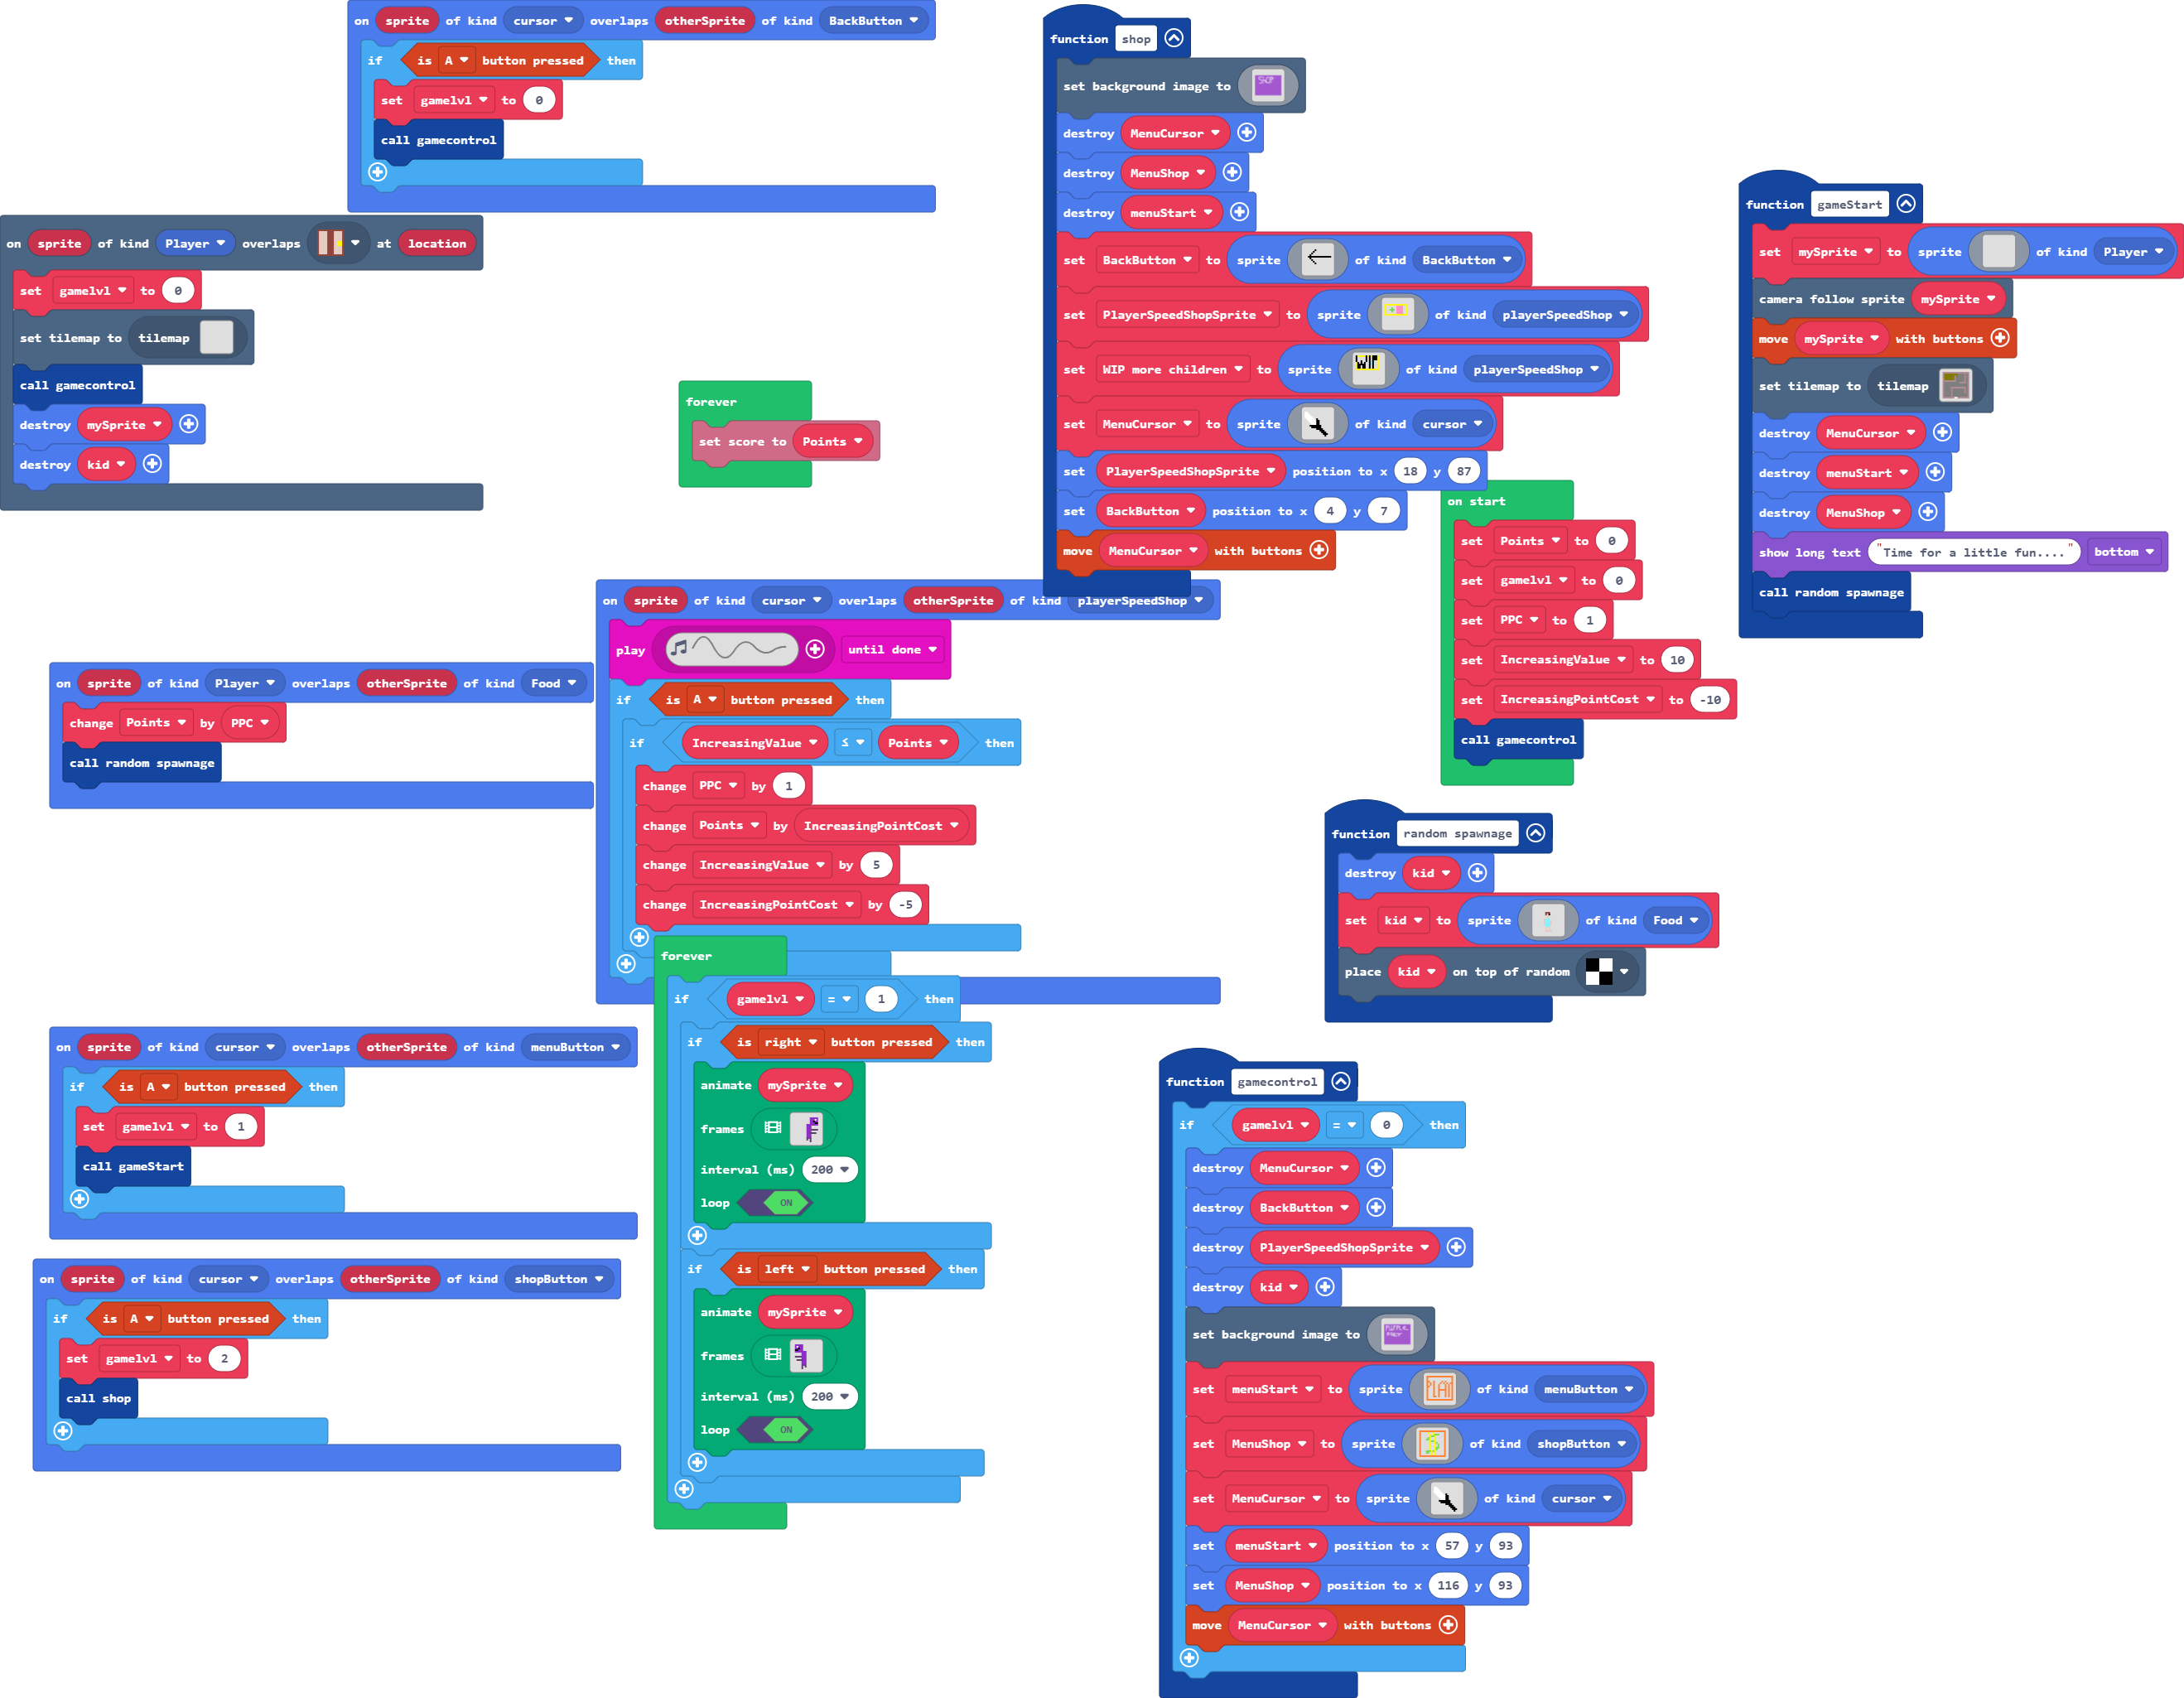 on sprite of kind cursor overlaps otherSprite of kind BackButton
if is A button pressed then
set gamelvl to 0
call gamecontrol
on sprite of kind Player overlaps at location
set gamelvl to 0
set tilemap to tilemap
call gamecontrol
destroy mySprite
destroy kid
forever
set score to Points
function shop
set background image to SHOP
destroy MenuCursor
destroy MenuShop
destroy menuStart
set BackButton to sprite of kind BackButton
set PlayerSpeedShopSprite to sprite of kind playerSpeedShop
set WIP more children to sprite WIP of kind playerSpeedShop
set MenuCursor to sprite of kind cursor
set PlayerSpeedShopSprite position to x 18 y 87
set BackButton position to x 4 y 7
move MenuCursor with buttons
function gameStart
set mySprite to sprite of kind Player
camera follow sprite mySprite
move mySprite with buttons
set tilemap to tilemap
destroy MenuCursor
destroy menuStart
destroy MenuShop
show long text "Time for a little fun...." bottom
call random spawnage
on start
set Points to 0
set gamelvl to 0
set PPC to 1
set IncreasingValue to 10
set IncreasingPointCost to -10
call gamecontrol
on sprite of kind cursor overlaps otherSprite of kind playerSpeedShop
play until done
if is A button pressed then
if IncreasingValue ≤ Points then
change PPC by 1
change Points by IncreasingPointCost
change IncreasingValue by 5
change IncreasingPointCost by -5
on sprite of kind Player overlaps otherSprite of kind Food
change Points by PPC
call random spawnage
function random spawnage
destroy kid
set kid to sprite of kind Food
place kid on top of random
forever
if gamelvl = 1 then
if is right button pressed then
animate mySprite
frames
interval (ms) 200
loop ON
if is left button pressed then
animate mySprite
frames
interval (ms) 200
loop ON
on sprite of kind cursor overlaps otherSprite of kind menuButton
if is A button pressed then
set gamelvl to 1
call gameStart
on sprite of kind cursor overlaps otherSprite of kind shopButton
if is A button pressed then
set gamelvl to 2
call shop
function gamecontrol
if gamelvl = 0 then
destroy MenuCursor
destroy BackButton
destroy PlayerSpeedShopSprite
destroy kid
set background image to
set menuStart to sprite PLAY of kind menuButton
set MenuShop to sprite $ of kind shopButton
set MenuCursor to sprite of kind cursor
set menuStart position to x 57 y 93
set MenuShop position to x 116 y 93
move MenuCursor with buttons